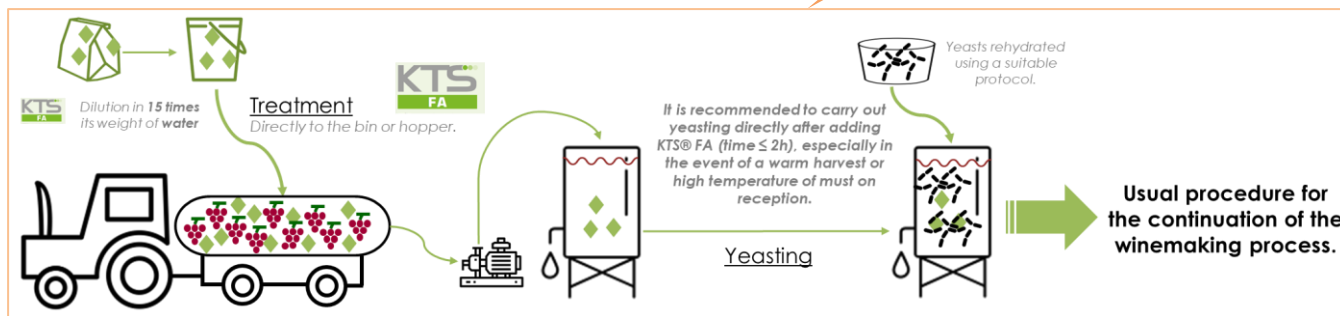 KTS
FA
Dilution in 15 times
its weight of water
Treatment
Directly to the bin or hopper.
KTS
FA
It is recommended to carry out
yeasting directly after adding
KTS® FA (time ≤ 2h), especially in
the event of a warm harvest or
high temperature of must on
reception.
Yeasting
Yeasts rehydrated
using a suitable
protocol.
Usual procedure for
the continuation of the
winemaking process.